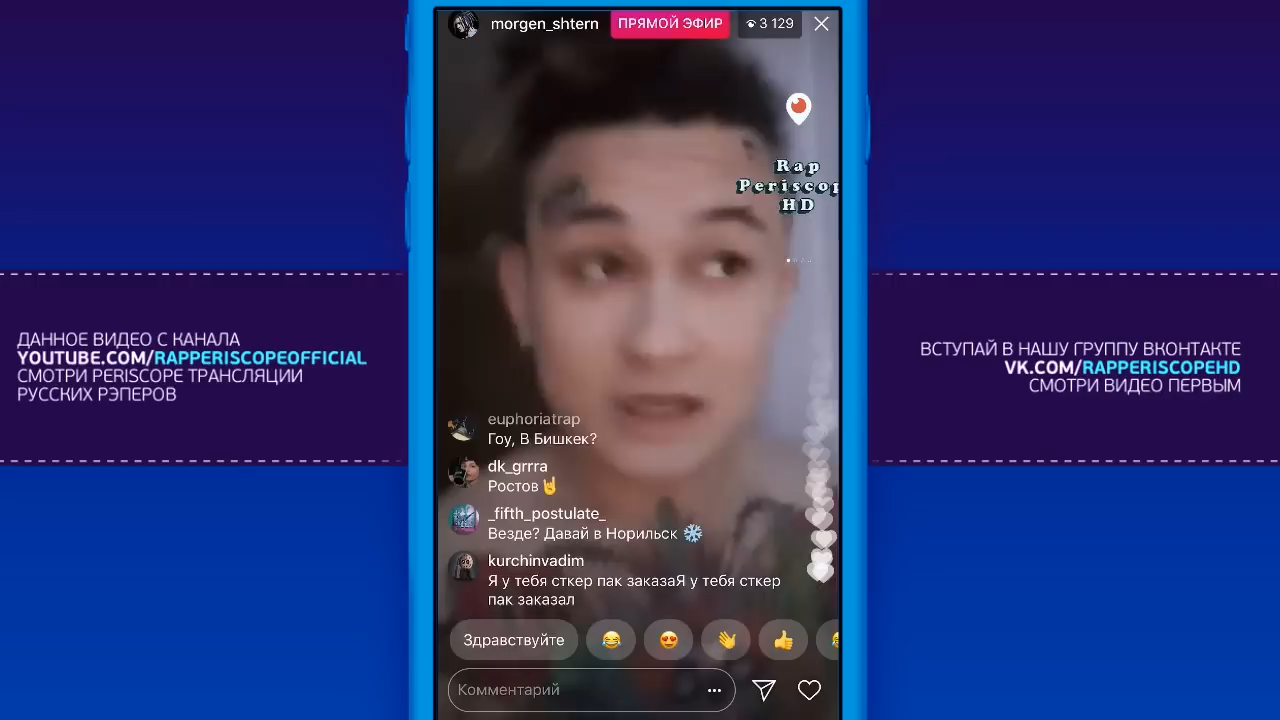 morgen_shtern
ПРЯМОЙ ЭФИР
3 129
Rap
Periscop
HD
ДАННОЕ ВИДЕО С КАНАЛА
YOUTUBE.COM/RAPPERISCOPEOFFICIAL
СМОТРИ PERISCOPE ТРАНСЛЯЦИИ
РУССКИХ РЭПЕРОВ
ВСТУПАЙ В НАШУ ГРУППУ ВКОНТАКТЕ
VK.COM/RAPPERISCOPEHD
СМОТРИ ВИДЕО ПЕРВЫМ
euphoriatrap
Гоу, В Бишкек?
dk_grrra
Ростов🤘
_fifth_postulate_
Везде? Давай в Норильск ❄️
kurchinvadim
Я у тебя сткер пак заказаЯ у тебя сткер
пак заказал
Здравствуйте 😂 😍 👋 👍
Комментарий